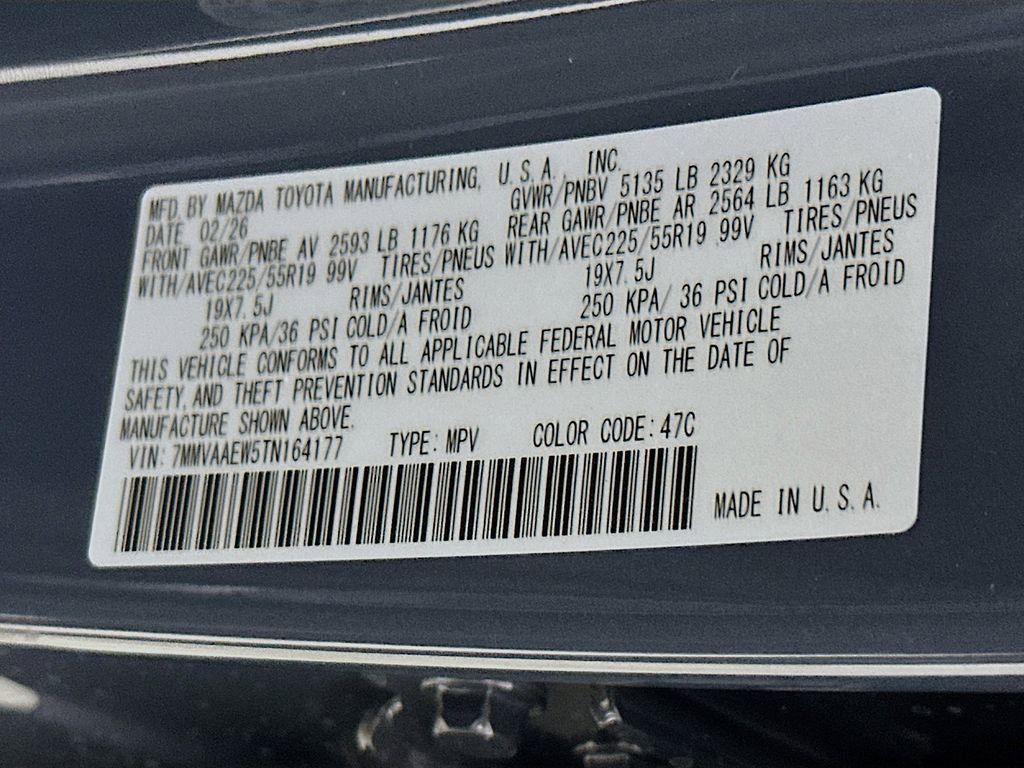 MFD. BY MAZDA TOYOTA MANUFACTURING, U.S.A., INC.
DATE 02/26 GVWR/PNBV 5135 LB 2329 KG
FRONT GAWR/PNBE AV 2593 LB 1176 KG REAR GAWR/PNBE AR 2564 LB 1163 KG
WITH/AVEC225/55R19 99V TIRES/PNEUS WITH/AVEC225/55R19 99V TIRES/PNEUS
19X7.5J RIMS/JANTES 19X7.5J RIMS/JANTES
250 KPA/36 PSI COLD/A FROID 250 KPA/ 36 PSI COLD/A FROID
THIS VEHICLE CONFORMS TO ALL APPLICABLE FEDERAL MOTOR VEHICLE
SAFETY, AND THEFT PREVENTION STANDARDS IN EFFECT ON THE DATE OF
MANUFACTURE SHOWN ABOVE.
VIN: 7MMVAAEW5TN164177 TYPE: MPV COLOR CODE: 47C
MADE IN U.S.A.